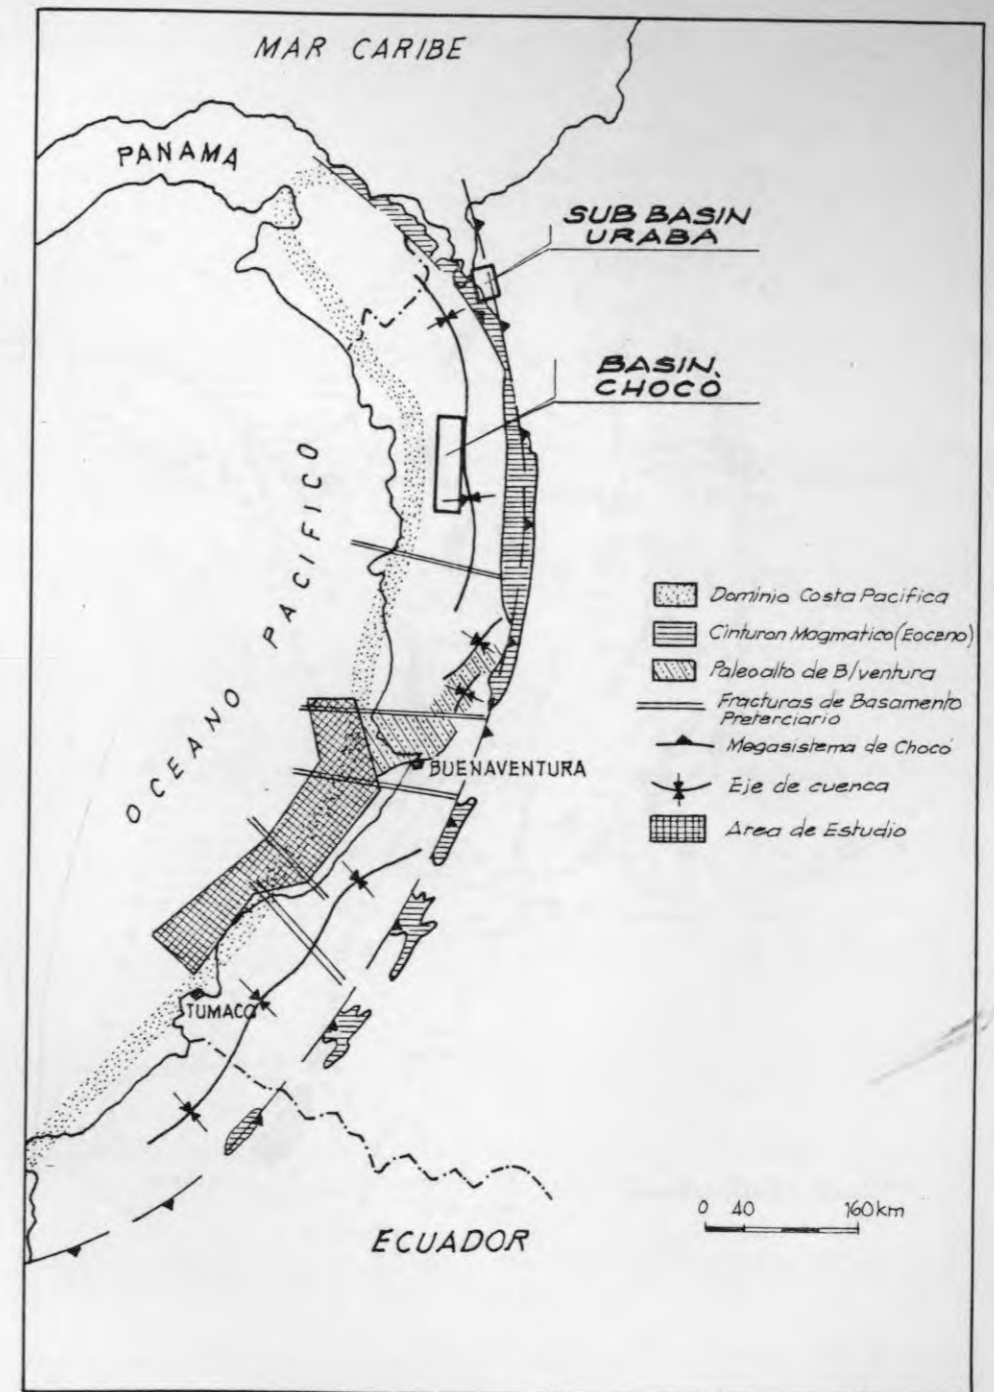 MAR CARIBE
PANAMA
SUB BASIN
URABA
BASIN.
CHOCÓ
OCEANO PACIFICO
Dominio Costa Pacifica
Cinturon Magmatico (Eoceno)
Paleoalto de B/ventura
Fracturas de Basamento
Preterciario
Megasistema de Chocó
Eje de cuenca
Area de Estudio
BUENAVENTURA
TUMACO
ECUADOR
0 40 160km